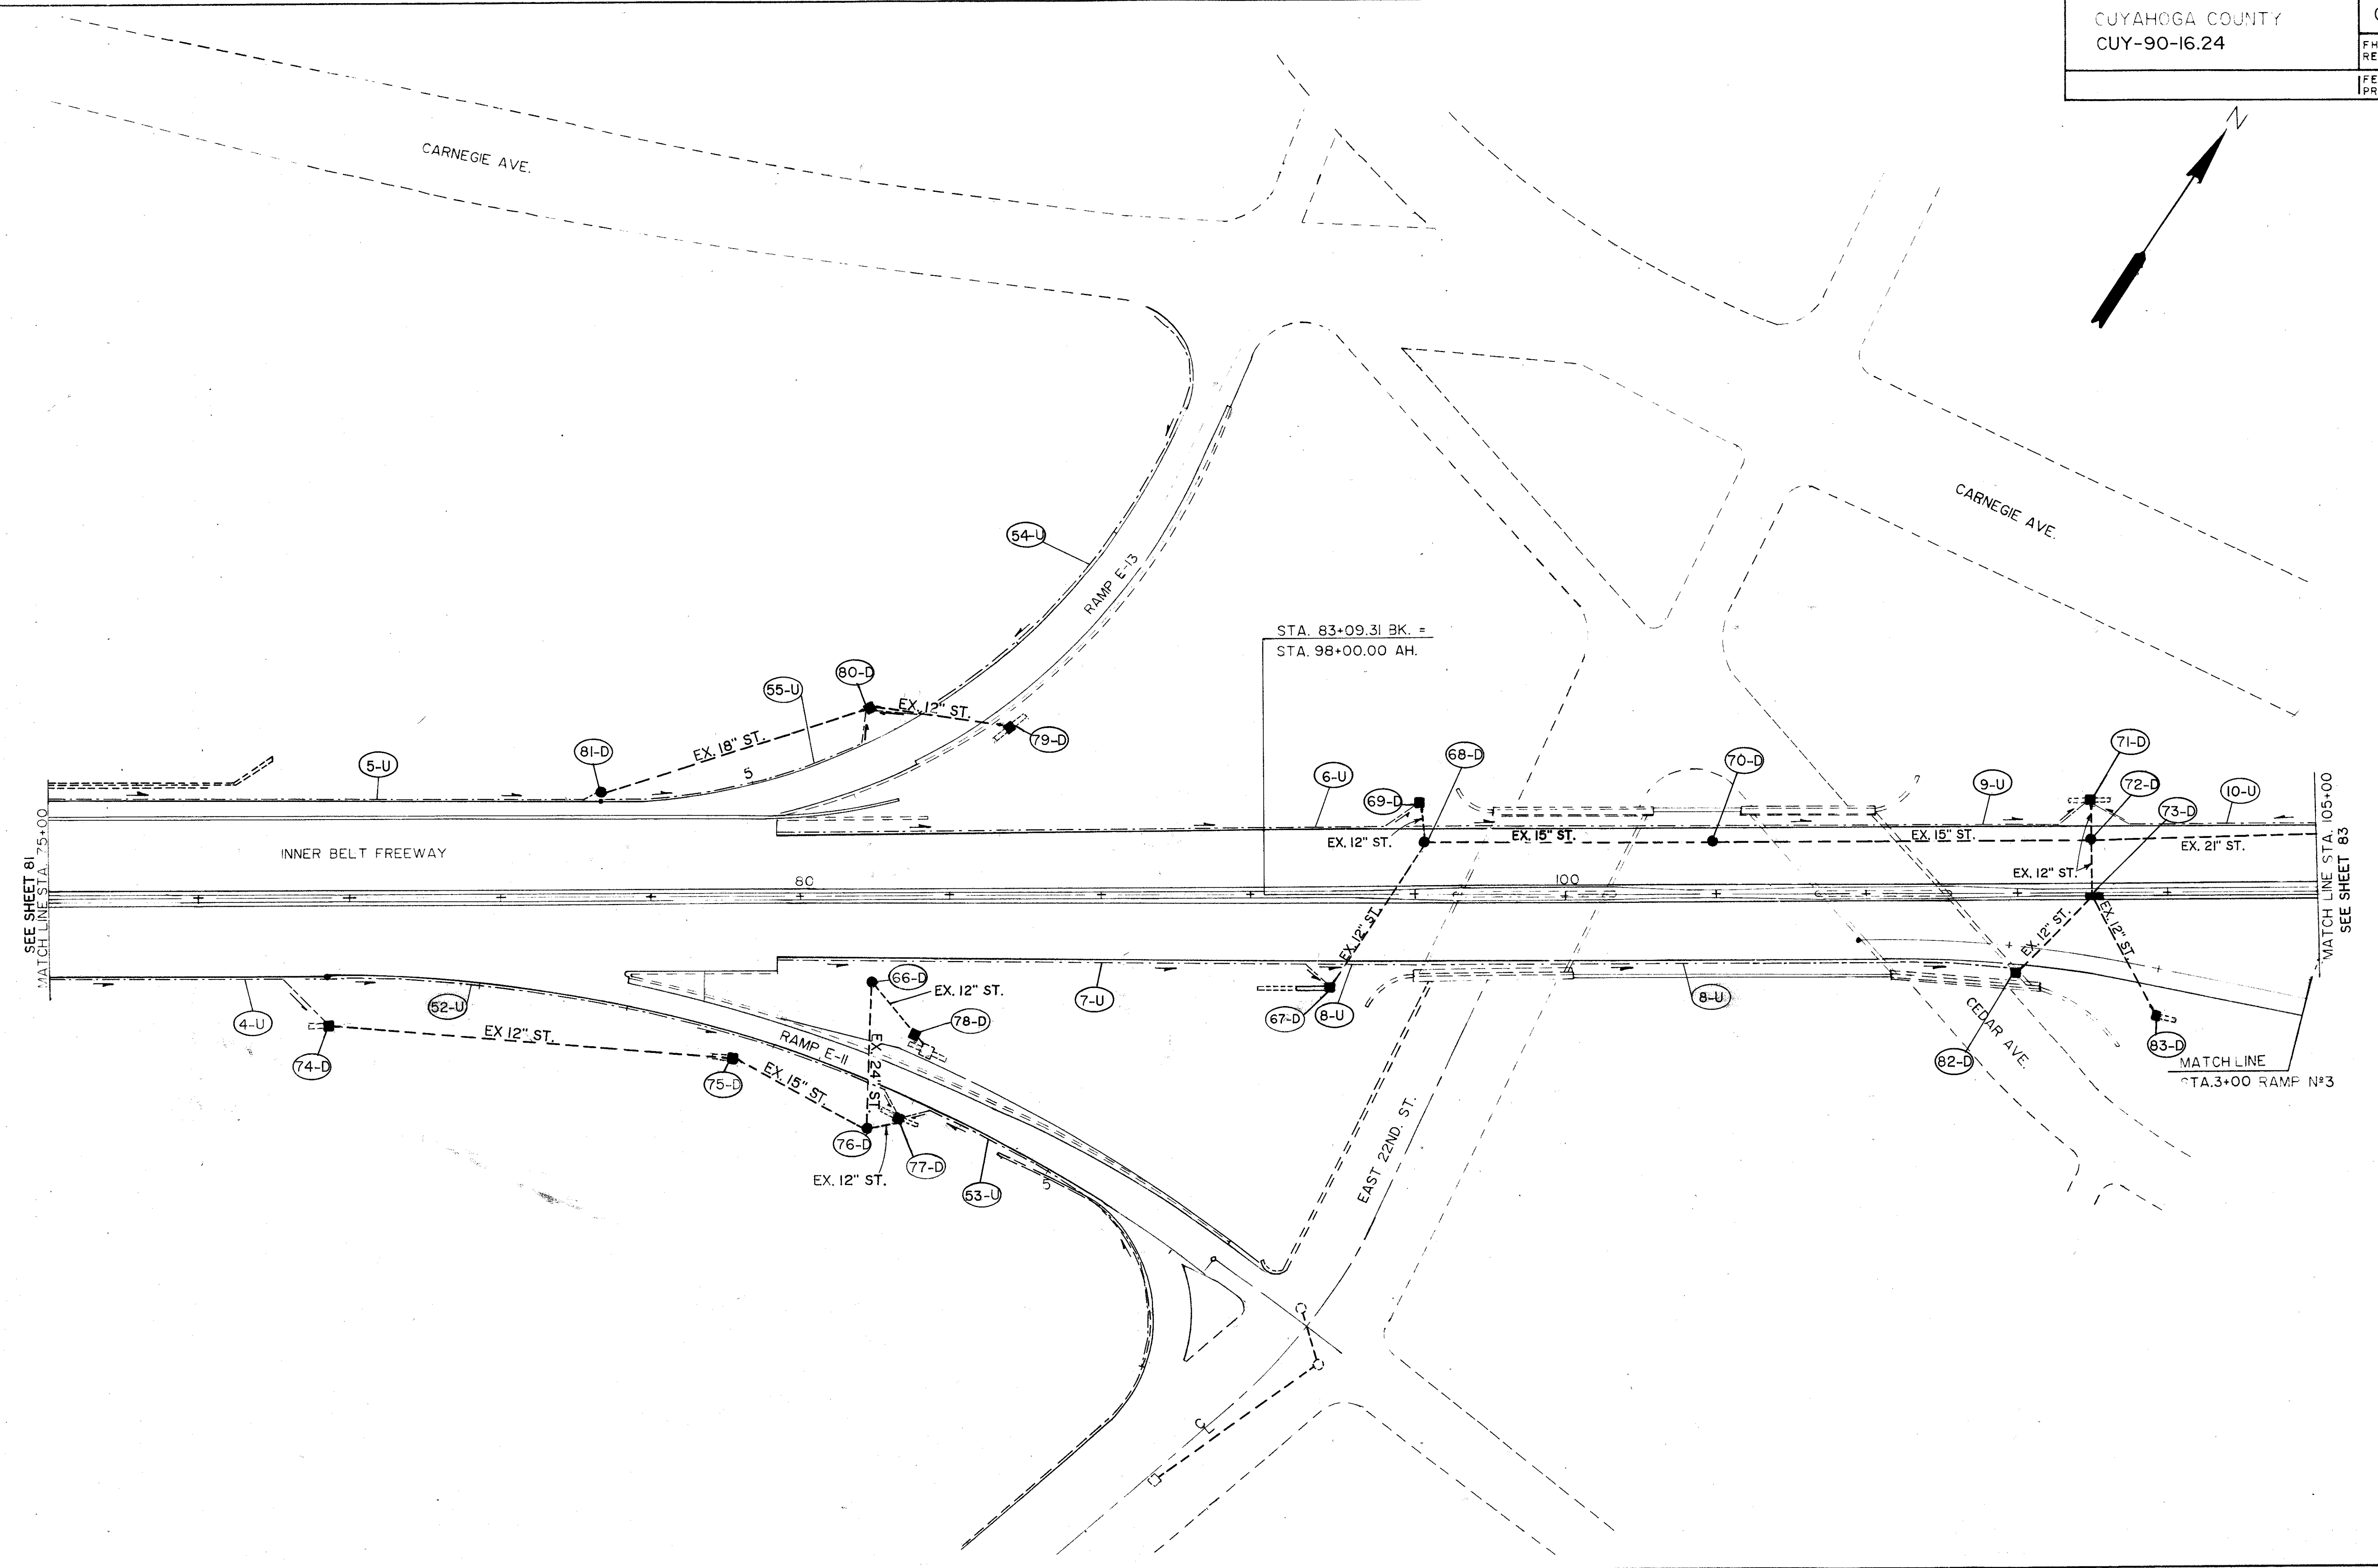 CUYAHOGA COUNTY
CUY-90-16.24
FH
RE
FE
PR
N
CARNEGIE AVE.
CARNEGIE AVE.
54-U
RAMP E-13
STA. 83+09.31 BK. =
STA. 98+00.00 AH.
80-D
55-U
EX. 12" ST.
79-D
EX. 18" ST.
81-D
5
5-U
6-U
69-D
68-D
70-D
9-U
71-D
72-D
73-D
10-U
EX. 12" ST.
EX. 15" ST.
EX. 15" ST.
EX. 21" ST.
EX. 12" ST.
SEE SHEET 81
MATCH LINE STA. 75+00
INNER BELT FREEWAY
80
100
MATCH LINE STA. 105+00
SEE SHEET 83
EX. 12" ST.
EX. 12" ST.
EX. 12" ST.
4-U
52-U
66-D
EX. 12" ST.
78-D
7-U
67-D
8-U
8-U
74-D
EX 12" ST.
75-D
RAMP E-11
EX. 24" ST.
EX. 15" ST.
76-D
77-D
EX. 12" ST.
53-U
5
EAST 22ND. ST.
CEDAR AVE.
82-D
83-D
MATCH LINE
STA.3+00 RAMP Nº3
CL